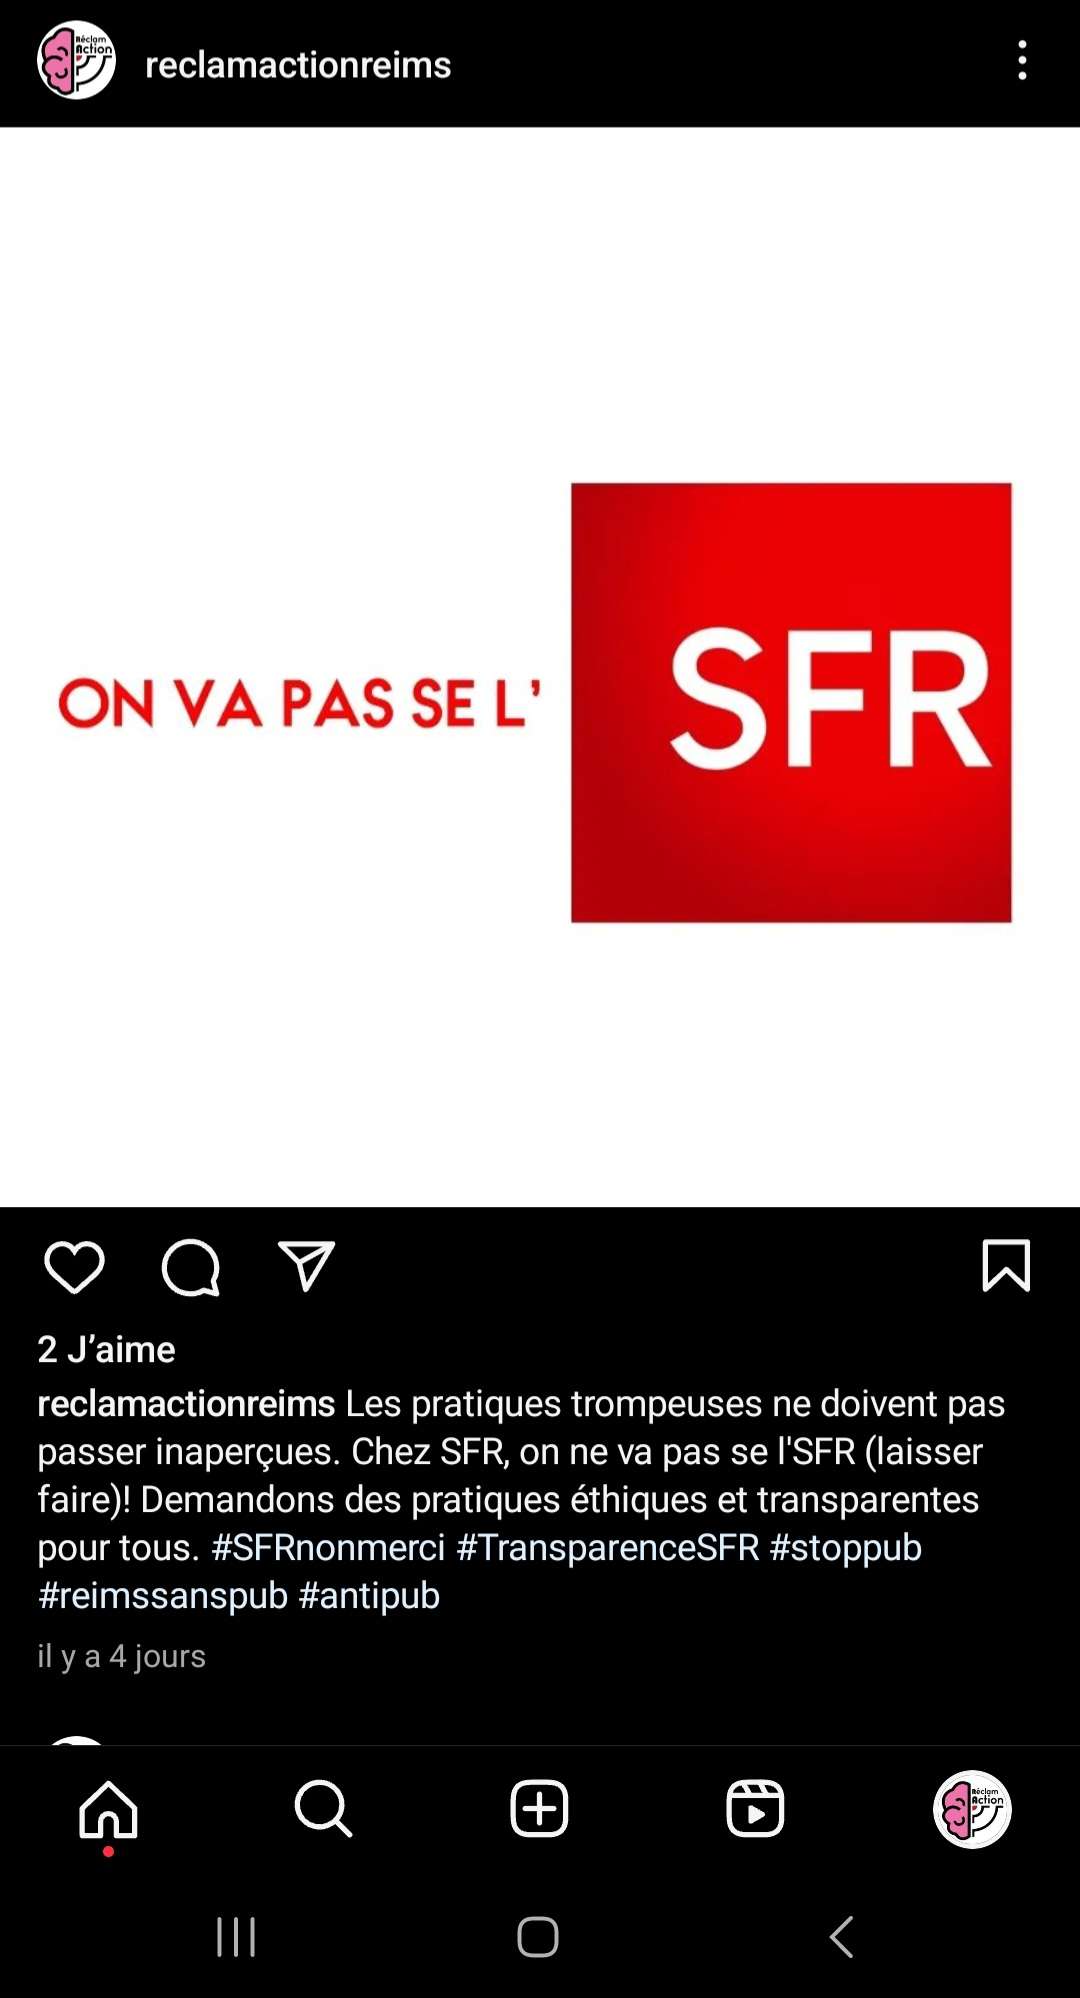 Réclam
Action
reclamactionreims
ON VA PAS SE L’
SFR
2 J’aime
reclamactionreims Les pratiques trompeuses ne doivent pas
passer inaperçues. Chez SFR, on ne va pas se l'SFR (laisser
faire)! Demandons des pratiques éthiques et transparentes
pour tous. #SFRnonmerci #TransparenceSFR #stoppub
#reimssanspub #antipub
il y a 4 jours
Réclam
Action